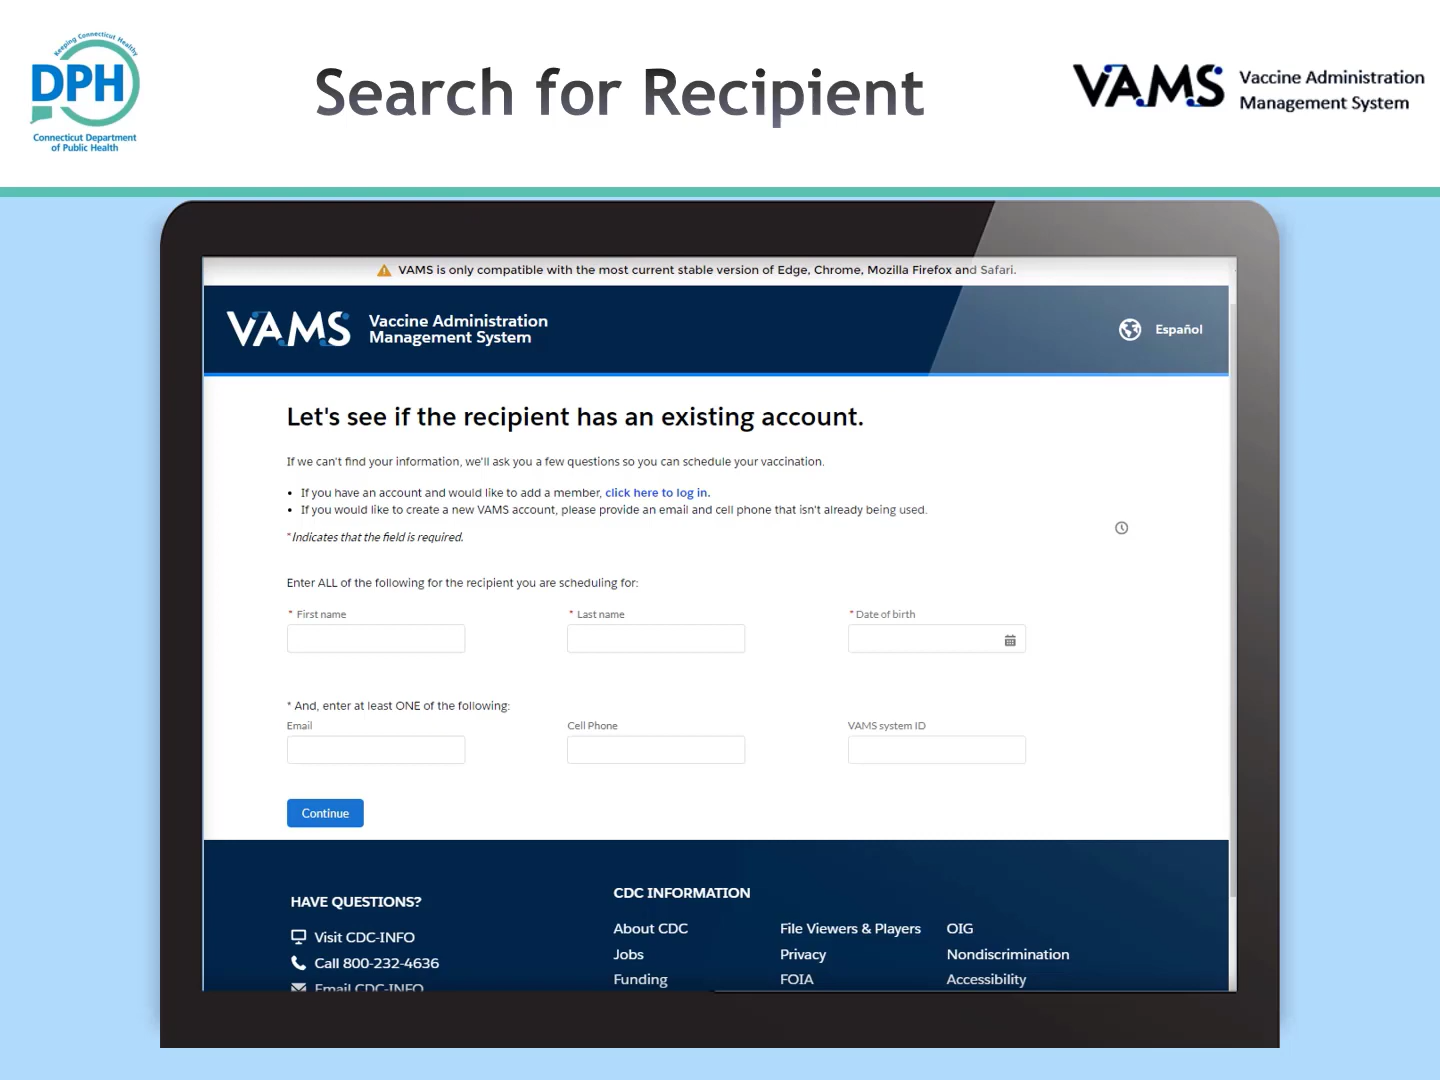 Keeping Connecticut Healthy
DPH
Connecticut Department
of Public Health
Search for Recipient
VAMS
Vaccine Administration
Management System
VAMS is only compatible with the most current stable version of Edge, Chrome, Mozilla Firefox and Safari.
VAMS
Vaccine Administration
Management System
Español
Let's see if the recipient has an existing account.
If we can't find your information, we'll ask you a few questions so you can schedule your vaccination.
• If you have an account and would like to add a member, click here to log in.
• If you would like to create a new VAMS account, please provide an email and cell phone that isn't already being used.
*Indicates that the field is required.
Enter ALL of the following for the recipient you are scheduling for:
* First name
* Last name
* Date of birth
* And, enter at least ONE of the following:
Email
Cell Phone
VAMS system ID
Continue
HAVE QUESTIONS?
Visit CDC-INFO
Call 800-232-4636
Email CDC-INFO
CDC INFORMATION
About CDC
Jobs
Funding
File Viewers & Players
Privacy
FOIA
OIG
Nondiscrimination
Accessibility